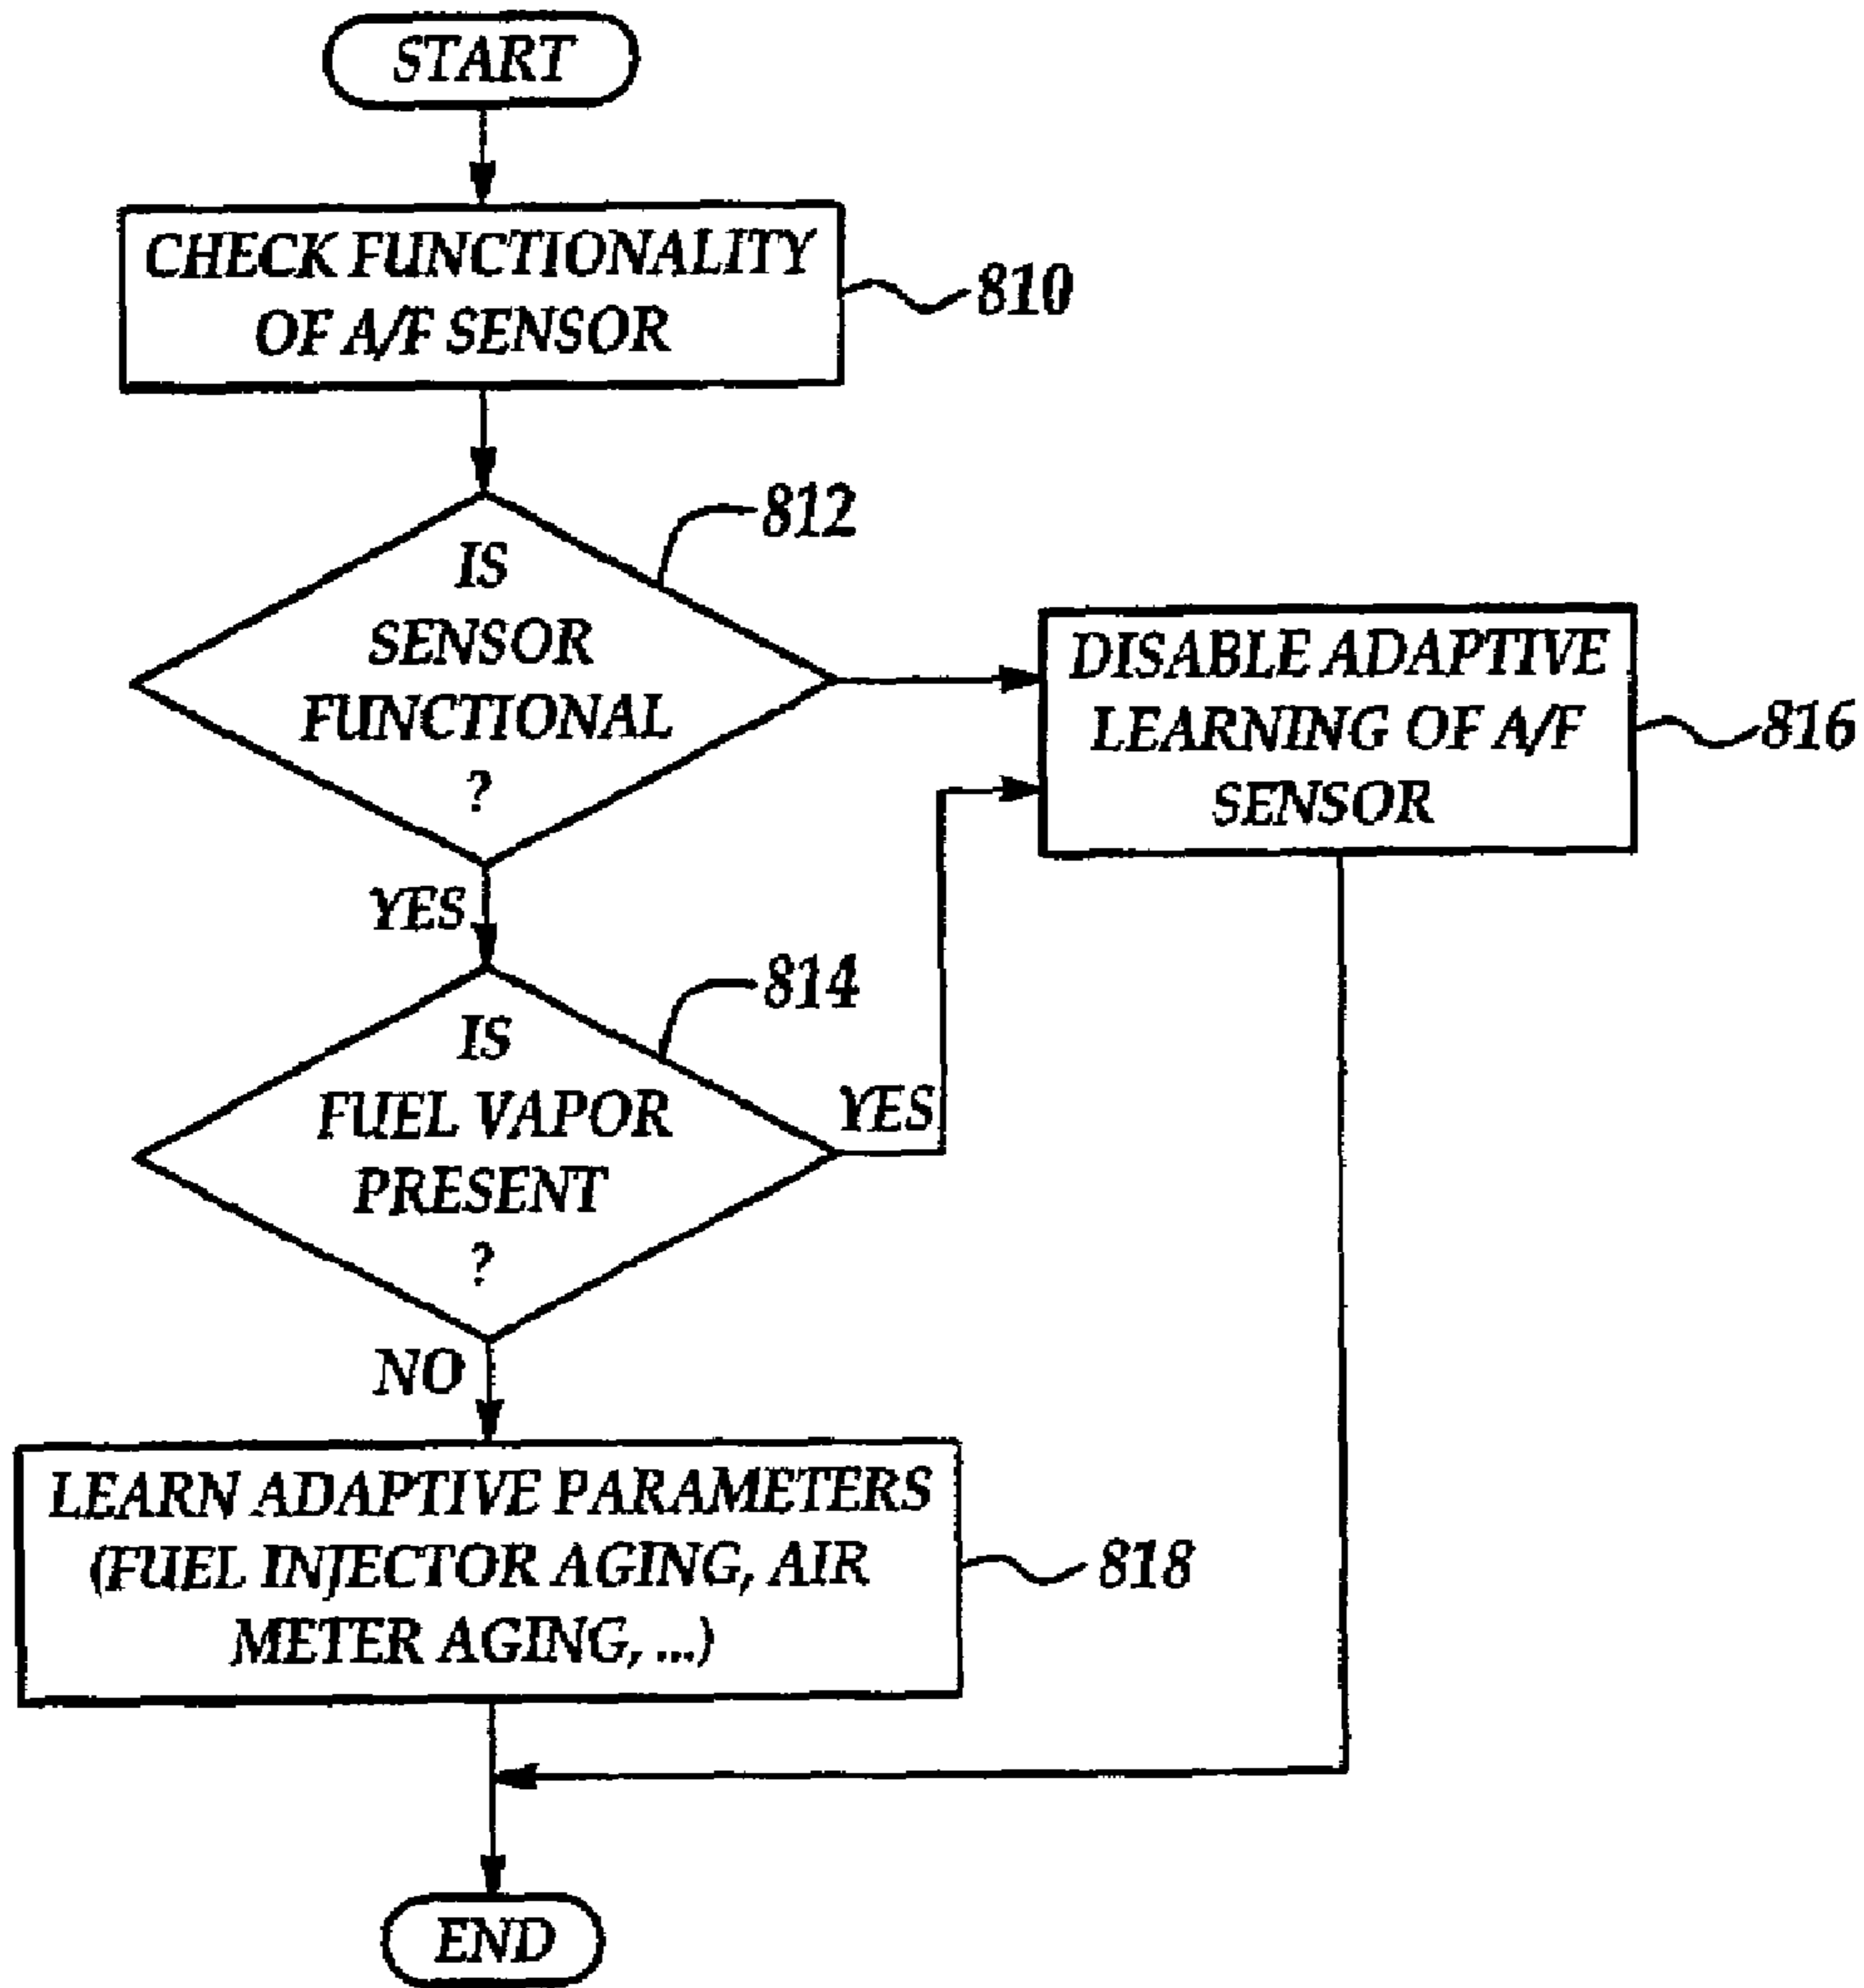 START
CHECK FUNCTIONALITY
OF A/F SENSOR
810
812
IS
SENSOR
FUNCTIONAL
?
DISABLE ADAPTIVE
LEARNING OF A/F
SENSOR
816
YES
814
IS
FUEL VAPOR
PRESENT
?
YES
NO
LEARN ADAPTIVE PARAMETERS
(FUEL INJECTOR AGING, AIR
METER AGING, ...)
818
END